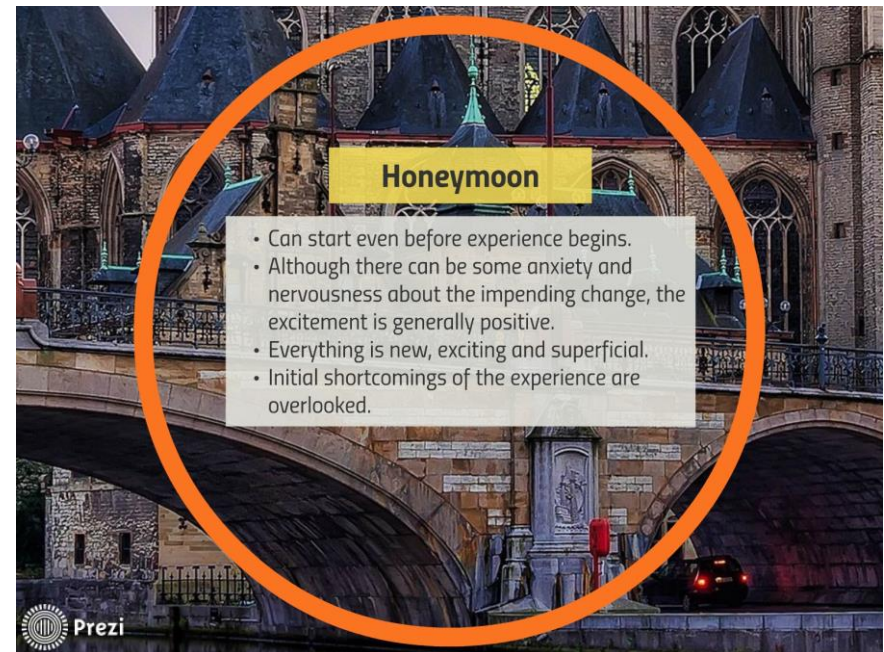 Honeymoon
• Can start even before experience begins.
• Although there can be some anxiety and
nervousness about the impending change, the
excitement is generally positive.
• Everything is new, exciting and superficial.
• Initial shortcomings of the experience are
overlooked.
Prezi